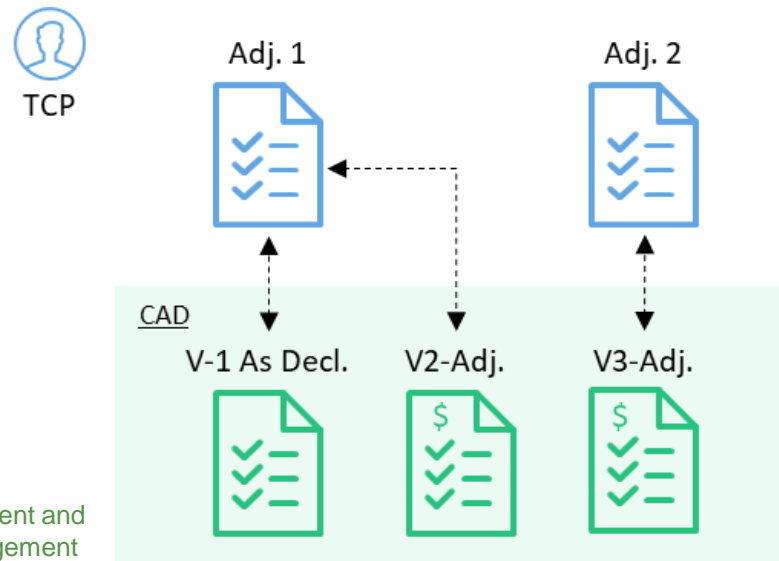 TCP
Adj. 1
Adj. 2
CAD
V-1 As Decl.
V2-Adj.
V3-Adj.
$
$
ent and
gement